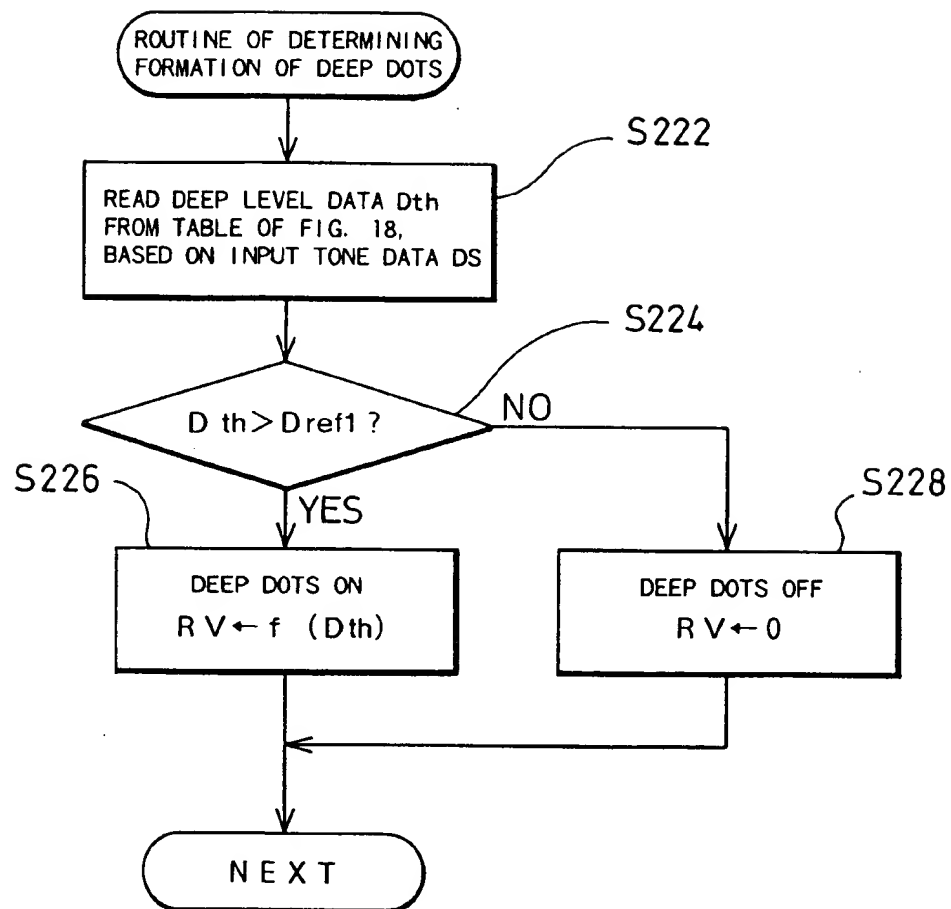 ROUTINE OF DETERMINING
FORMATION OF DEEP DOTS
S222
READ DEEP LEVEL DATA Dth
FROM TABLE OF FIG. 18,
BASED ON INPUT TONE DATA DS
S224
Dth>Dref1?
NO
S226
YES
S228
DEEP DOTS ON
RV←f (Dth)
DEEP DOTS OFF
RV←0
NEXT